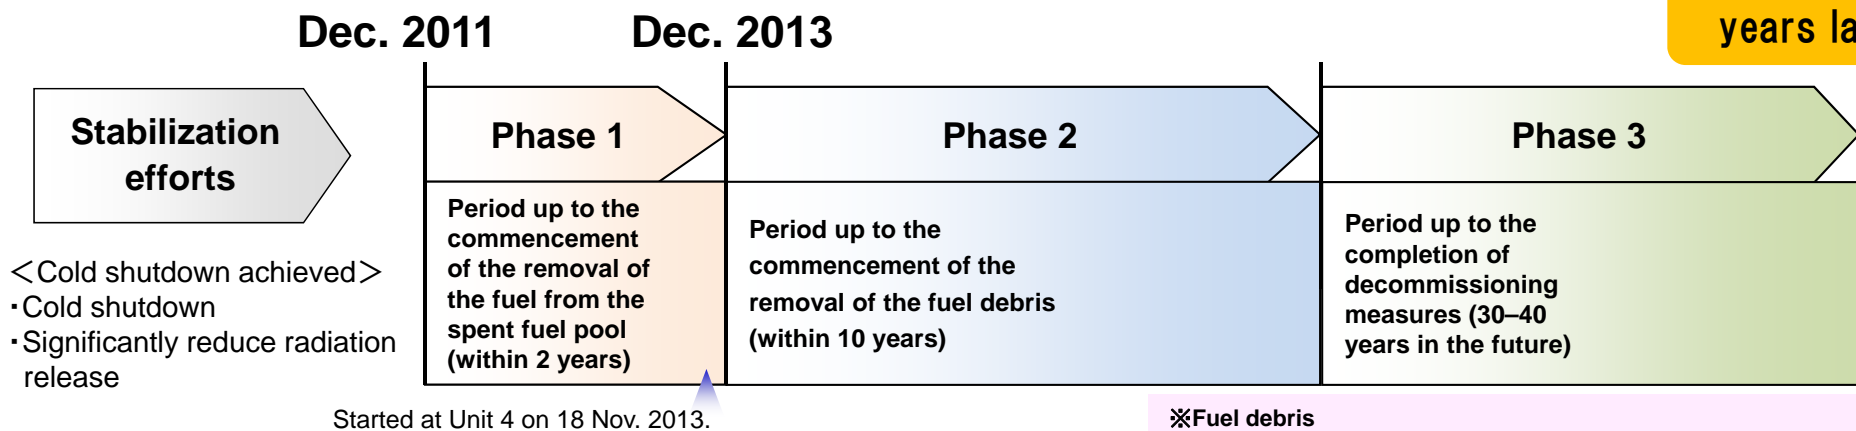 Dec. 2011
Dec. 2013
years la
Stabilization
efforts
Phase 1
Phase 2
Phase 3
<Cold shutdown achieved>
・Cold shutdown
・Significantly reduce radiation
release
Period up to the
commencement
of the removal of
the fuel from the
spent fuel pool
(within 2 years)
Period up to the
commencement of the
removal of the fuel debris
(within 10 years)
Period up to the
completion of
decommissioning
measures (30–40
years in the future)
Started at Unit 4 on 18 Nov. 2013.
※Fuel debris